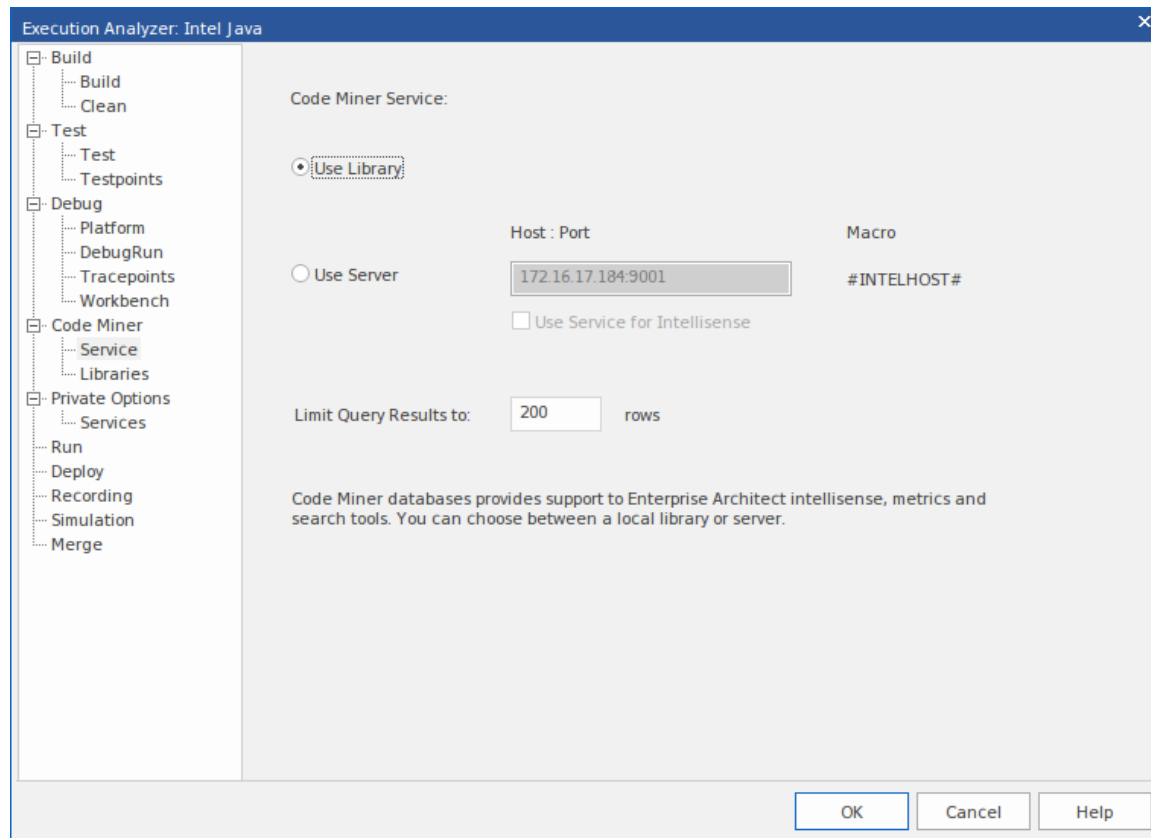 Execution Analyzer: Intel Java
Build
Build
Clean
Test
Test
Testpoints
Debug
Platform
DebugRun
Tracepoints
Workbench
Code Miner
Service
Libraries
Private Options
Services
Run
Deploy
Recording
Simulation
Merge
Code Miner Service:
Use Library
Host : Port Macro
Use Server 172.16.17.184:9001 #INTELHOST#
Use Service for Intellisense
Limit Query Results to: 200 rows
Code Miner databases provides support to Enterprise Architect intellisense, metrics and
search tools. You can choose between a local library or server.
OK Cancel Help